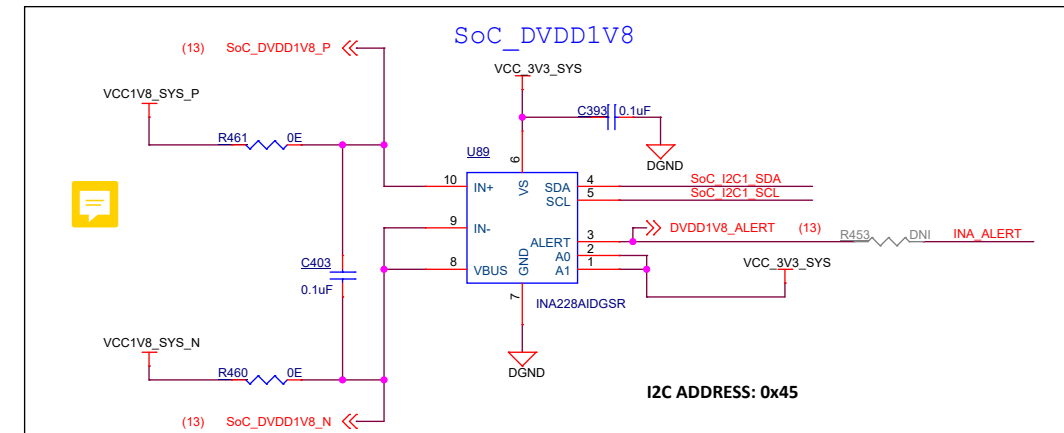 SoC_DVDD1V8
(13) SoC_DVDD1V8_P
VCC_3V3_SYS
VCC1V8_SYS_P
C393 0.1uF
R461 0E
DGND
U89
6
10 IN+ VS SDA 4 SoC_I2C1_SDA
SCL 5 SoC_I2C1_SCL
9 IN-
ALERT 3 DVDD1V8_ALERT (13) R453 DNI INA_ALERT
A0 2
8 VBUS GND A1 1 VCC_3V3_SYS
C403
0.1uF
7 INA228AIDGSR
VCC1V8_SYS_N
DGND
R460 0E
I2C ADDRESS: 0x45
(13) SoC_DVDD1V8_N